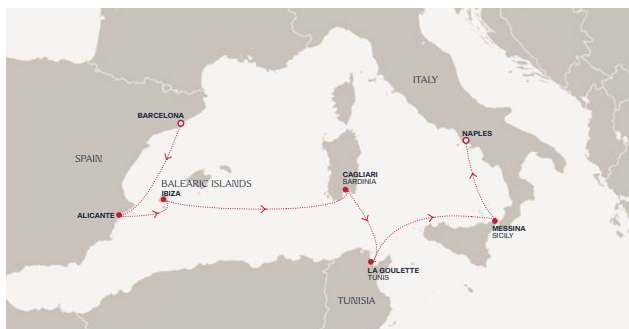 ITALY
BARCELONA
NAPLES
SPAIN
CAGLIARI
SARDINIA
BALEARIC ISLANDS
IBIZA
ALICANTE
MESSINA
SICILY
LA GOULETTE
TUNIS
TUNISIA